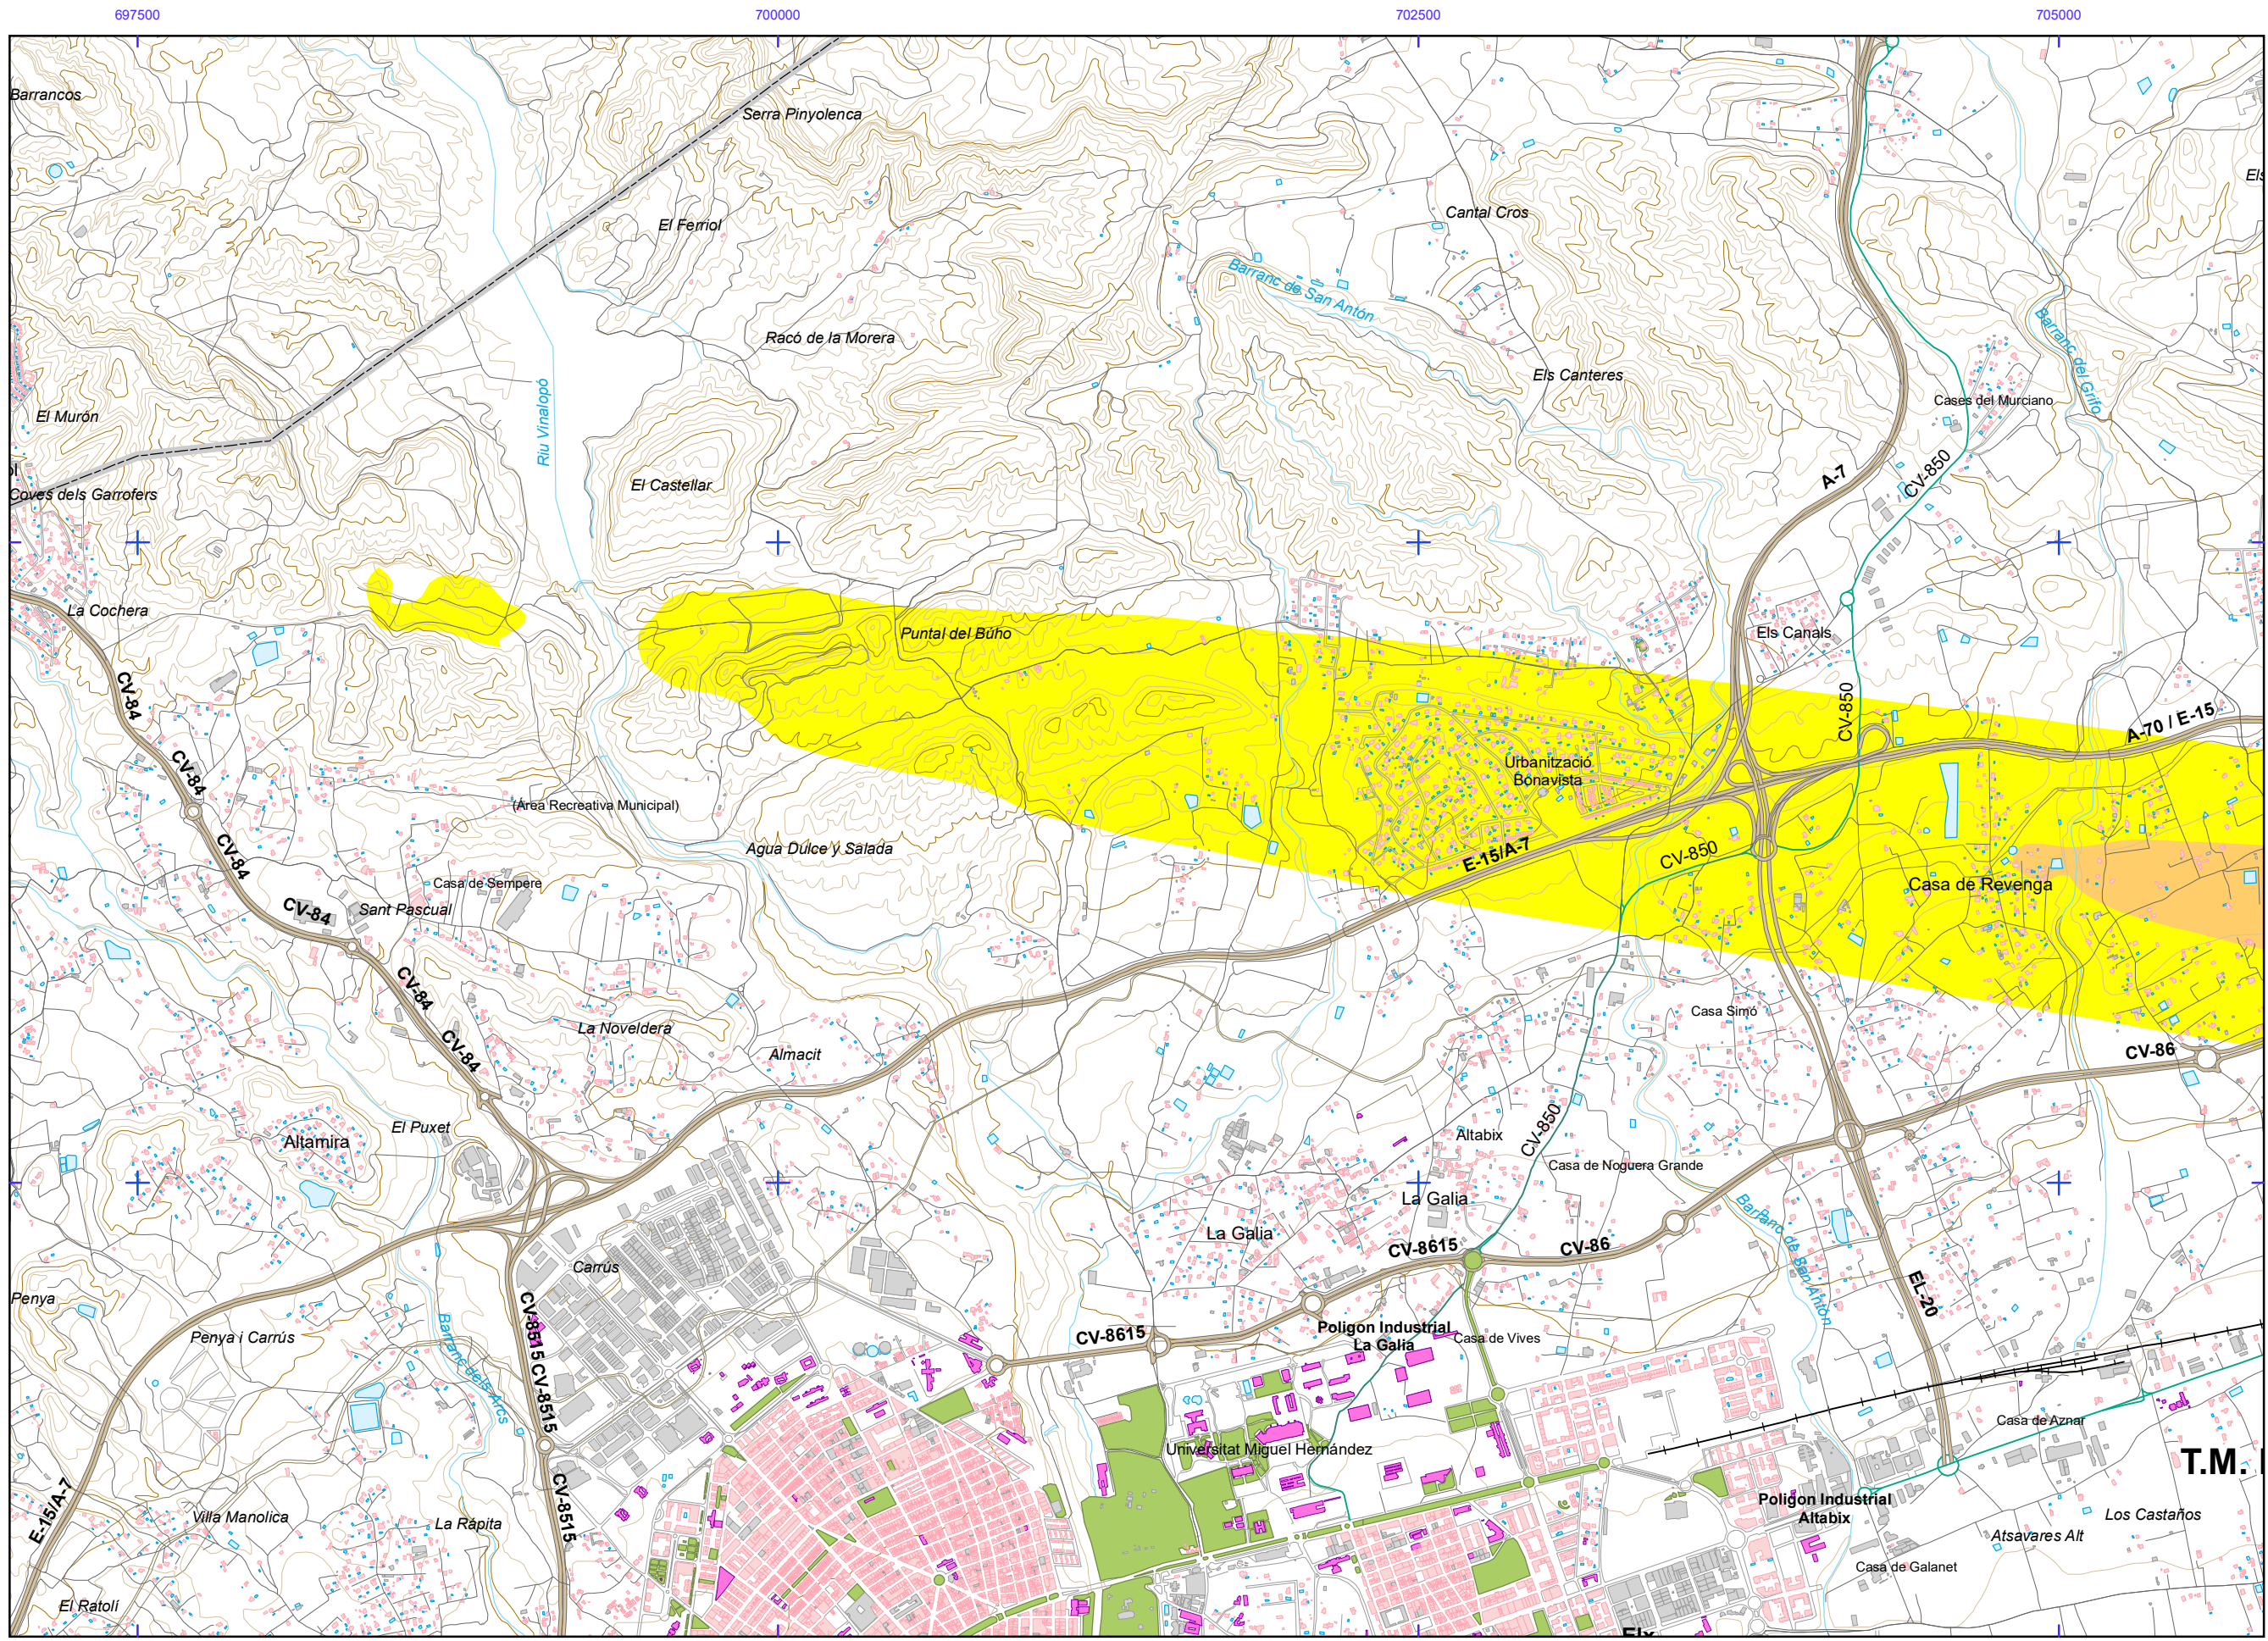 697500
700000
702500
705000
Barrancos
Serra Pinyolenca
Els
El Ferriol
Cantal Cros
Barranc de San Antón
Racó de la Morera
Barranc del Grifo
Els Canteres
Cases del Murciano
El Murón
Riu Vinalopó
A-7
CV-850
El Castellar
Coves dels Garrofers
La Cochera
Puntal del Búho
Els Canals
CV-84
CV-850
A-70 / E-15
CV-84
Urbanització
Bonavista
(Área Recreativa Municipal)
CV-84
Agua Dulce y Salada
E-15/A-7
CV-850
Casa de Sempere
Casa de Revenga
CV-84
Sant Pascual
CV-84
La Noveldera
Casa Simó
CV-84
Almacit
CV-86
El Puxet
Altamira
Altabix
CV-850
Casa de Noguera Grande
La Galia
Barranc de San Antón
La Galia
CV-8615
CV-86
Carrús
Penya
EL-20
CV-8515
Penya i Carrús
Barranc dels Arcs
CV-8615
Poligon Industrial
La Galia
Casa de Vives
CV-8515
Casa de Aznar
Universitat Miguel Hernández
T.M.
E-15/A-7
CV-8515
Villa Manolica
La Rápita
Poligon Industrial
Altabix
Los Castaños
Atsavares Alt
Casa de Galanet
El Ratolí
Elx